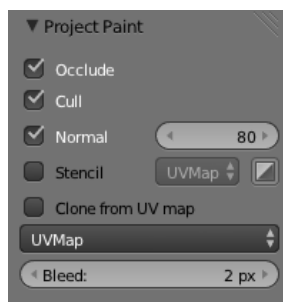 Project Paint
Occlude
Cull
Normal 80
Stencil UVMap
Clone from UV map
UVMap
Bleed: 2 px